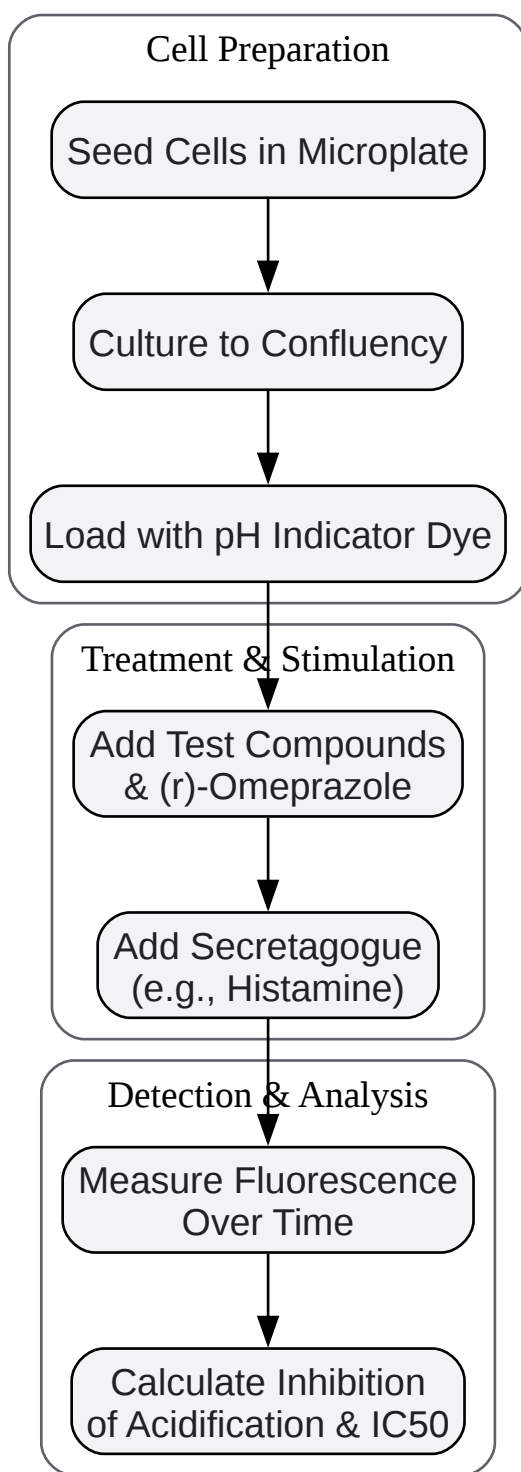 Cell Preparation
Seed Cells in Microplate
Culture to Confluency
Load with pH Indicator Dye
Treatment & Stimulation
Add Test Compounds
& (r)-Omeprazole
Add Secretagogue
(e.g., Histamine)
Detection & Analysis
Measure Fluorescence
Over Time
Calculate Inhibition
of Acidification & IC50